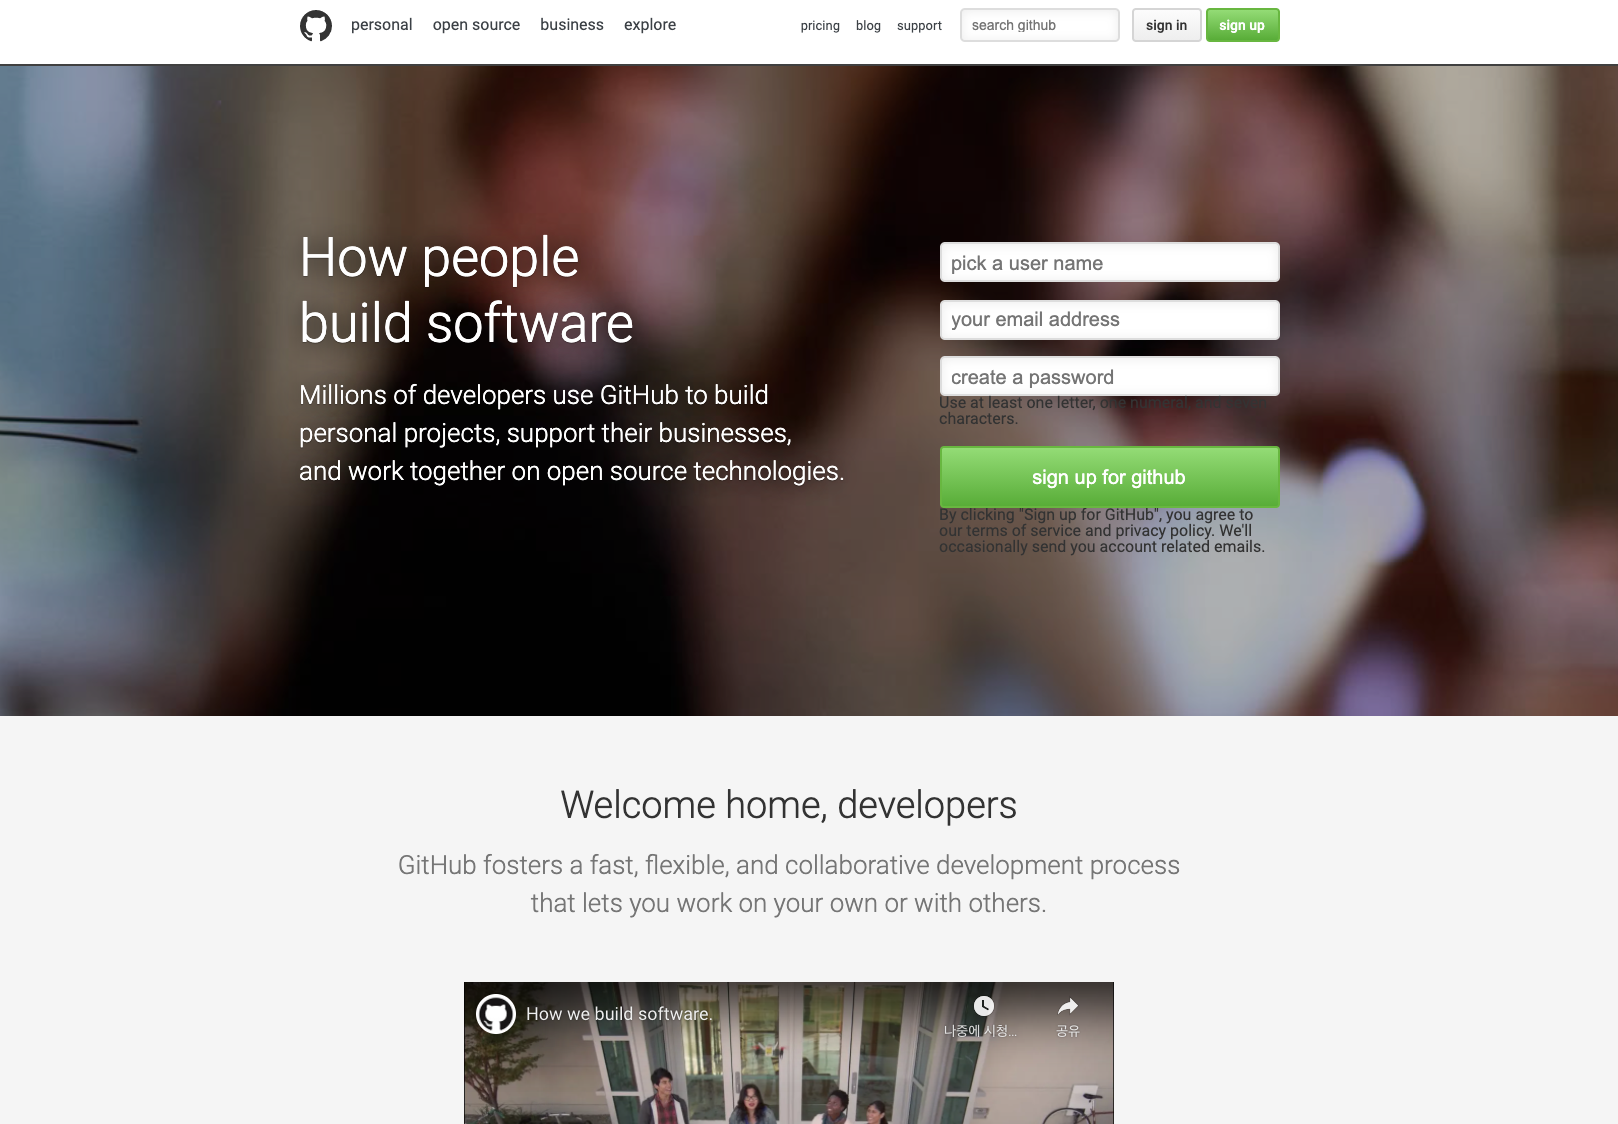 personal open source business explore pricing blog support search github sign in sign up
How people
build software
Millions of developers use GitHub to build
personal projects, support their businesses,
and work together on open source technologies.
pick a user name
your email address
create a password
Use at least one letter, one numeral
characters.
sign up for github
By clicking "Sign up for GitHub", you agree to
our terms of service and privacy policy. We'll
occasionally send you account related emails.
Welcome home, developers
GitHub fosters a fast, flexible, and collaborative development process
that lets you work on your own or with others.
How we build software.
나중에 시청...
공유